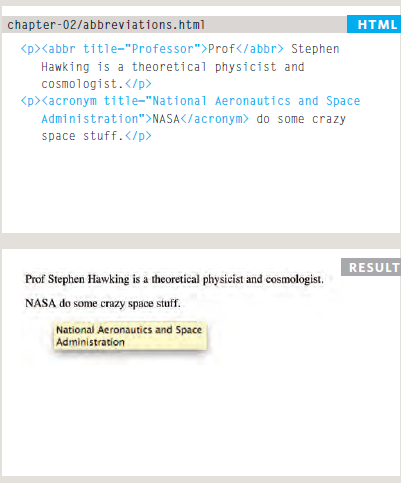 chapter-02/abbreviations.html HTML
<p><abbr title="Professor">Prof</abbr> Stephen
Hawking is a theoretical physicist and
cosmologist.</p>
<p><acronym title="National Aeronautics and Space
Administration">NASA</acronym> do some crazy
space stuff.</p>
RESULT
Prof Stephen Hawking is a theoretical physicist and cosmologist.
NASA do some crazy space stuff.
National Aeronautics and Space
Administration